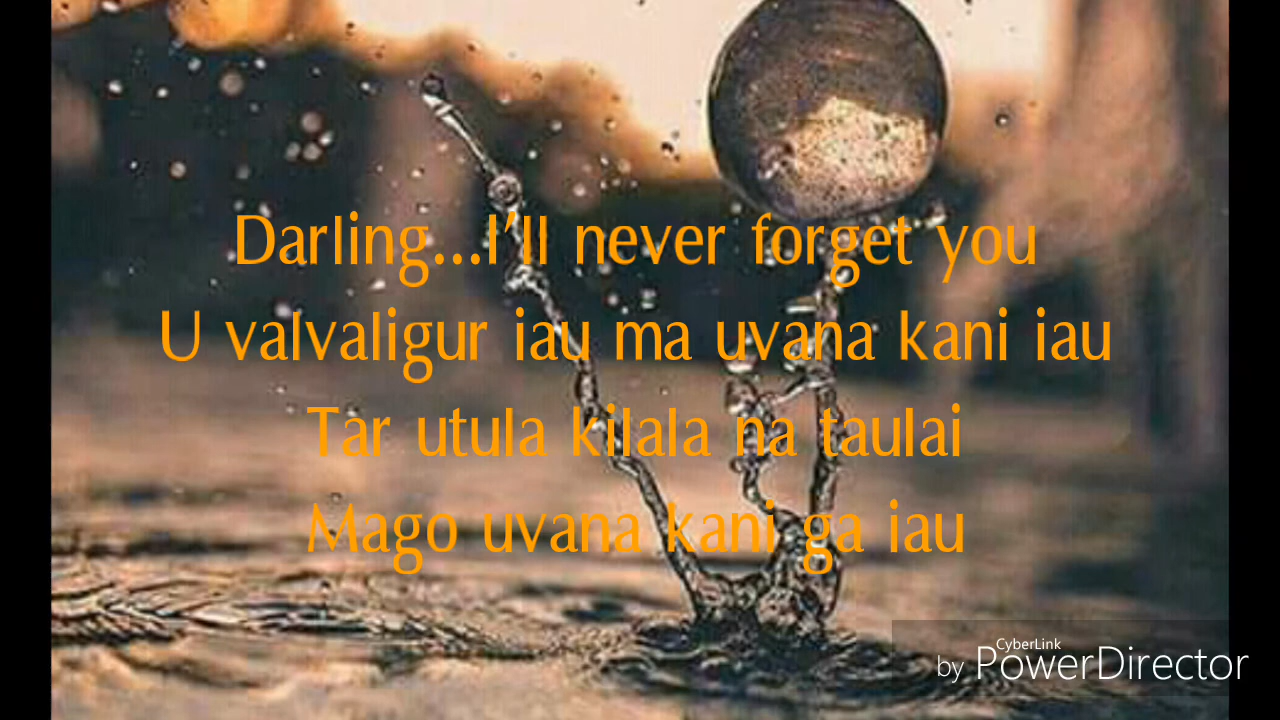 Darling...I'll never forget you
U valvaligur iau ma uvana kani iau
Tar utula kilala na taulai
Mago uvana kani ga iau
by CyberLink PowerDirector